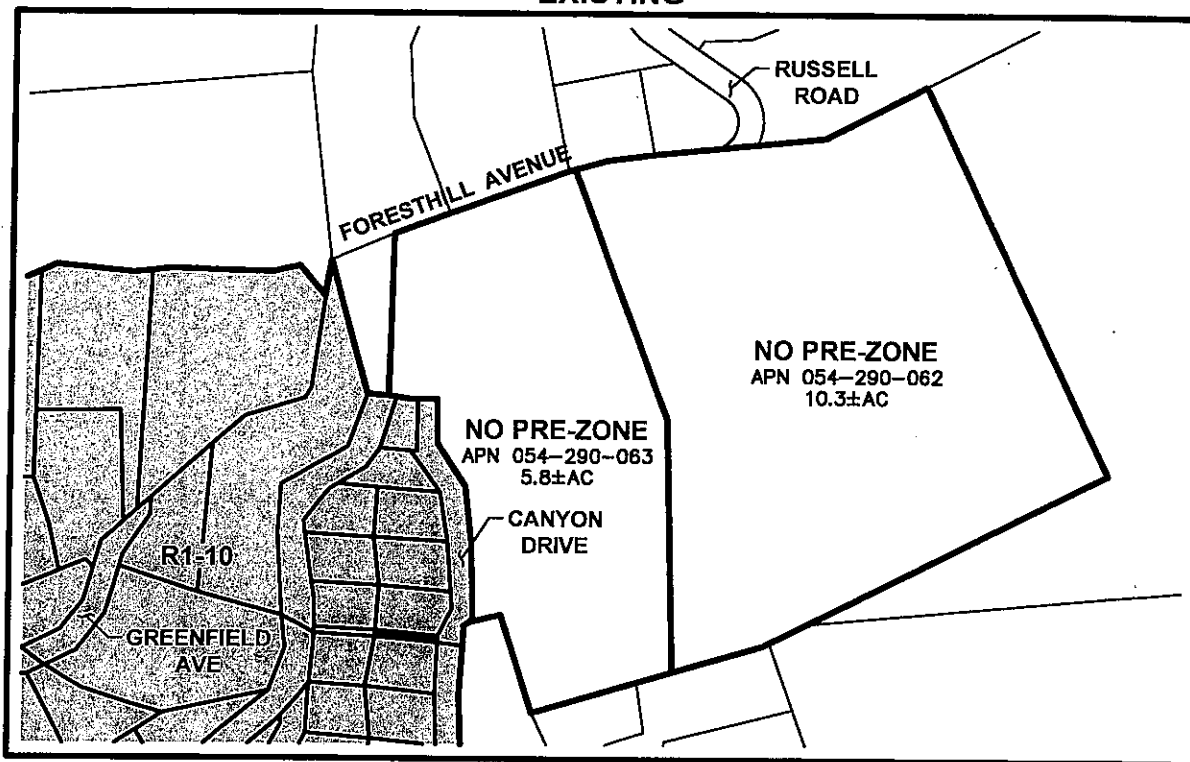 EXISTING
RUSSELL
ROAD
FORESTHILL AVENUE
NO PRE-ZONE
APN 054-290-062
10.3±AC
NO PRE-ZONE
APN 054-290-063
5.8±AC
CANYON
DRIVE
R1-10
GREENFIELD
AVE